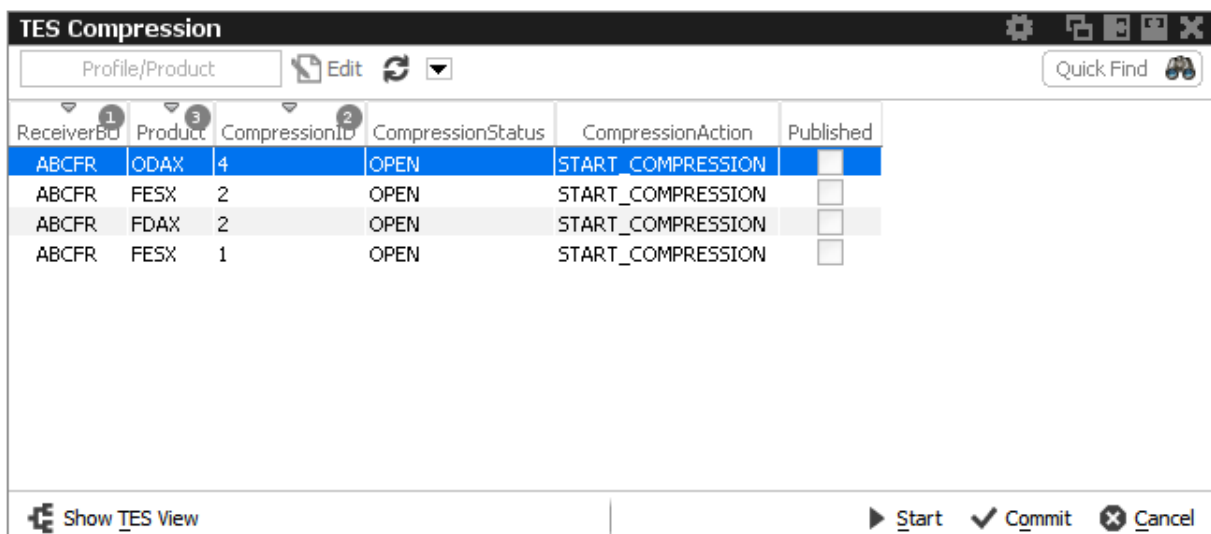 TES Compression
Profile/Product Edit Quick Find
ReceiverBU 1 Product 3 CompressionID 2 CompressionStatus CompressionAction Published
ABCFR ODAX 4 OPEN START_COMPRESSION
ABCFR FESX 2 OPEN START_COMPRESSION
ABCFR FDAX 2 OPEN START_COMPRESSION
ABCFR FESX 1 OPEN START_COMPRESSION
Show TES View Start Commit Cancel